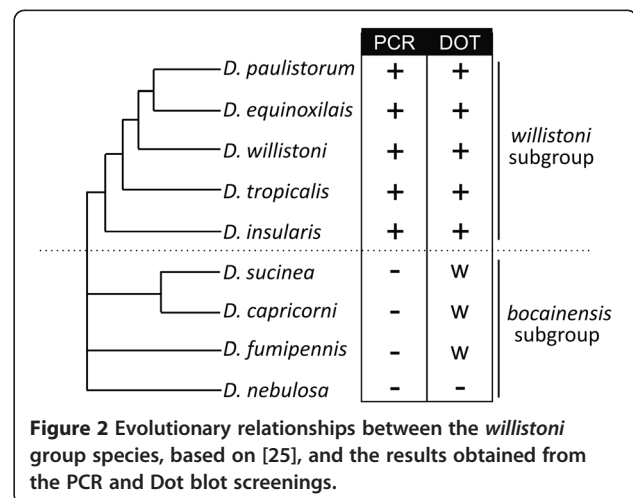 PCR DOT
D. paulistorum + +
D. equinoxilais + +
D. willistoni + +
D. tropicalis + +
D. insularis + +
willistoni
subgroup
D. sucinea - w
D. capricorni - w
D. fumipennis - w
D. nebulosa - -
bocainensis
subgroup
Figure 2 Evolutionary relationships between the willistoni
group species, based on [25], and the results obtained from
the PCR and Dot blot screenings.